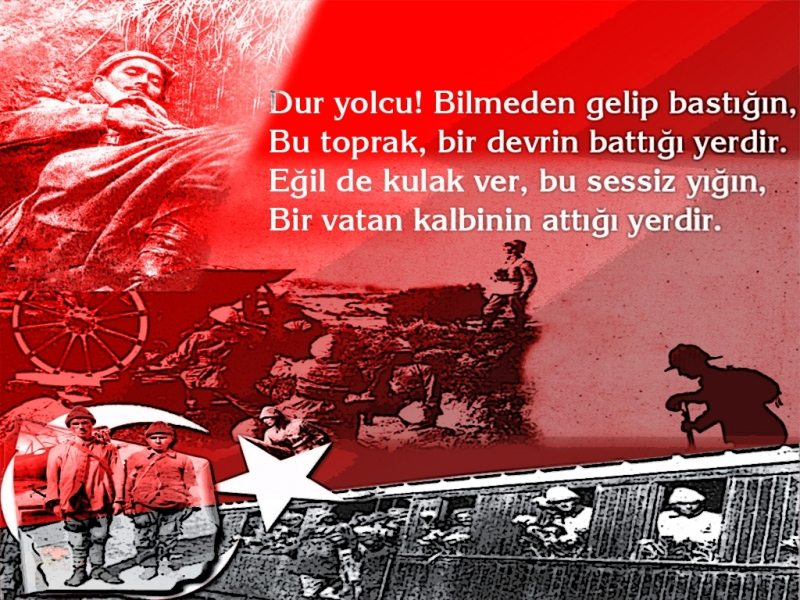 Dur yolcu! Bilmeden gelip bastığın,
Bu toprak, bir devrin battığı yerdir.
Eğil de kulak ver, bu sessiz yığın,
Bir vatan kalbinin attığı yerdir.